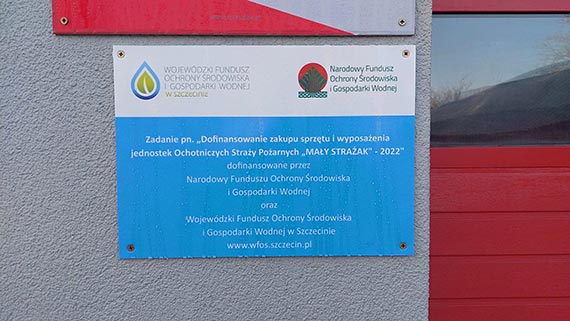 WOJEWÓDZKI FUNDUSZ
OCHRONY ŚRODOWISKA
I GOSPODARKI WODNEJ
W SZCZECINIE
Narodowy Fundusz
Ochrony Środowiska
i Gospodarki Wodnej
Zadanie pn. „Dofinansowanie zakupu sprzętu i wyposażenia
jednostek Ochotniczych Straży Pożarnych „MAŁY STRAŻAK" - 2022"
dofinansowane przez
Narodowy Funduszu Ochrony Środowiska
i Gospodarki Wodnej
oraz
Wojewódzki Fundusz Ochrony Środowiska
i Gospodarki Wodnej w Szczecinie
www.wfos.szczecin.pl